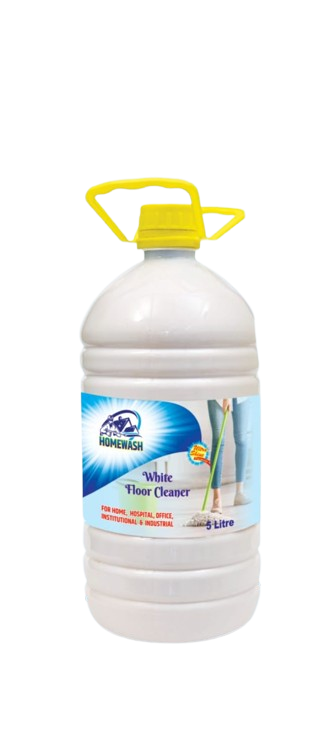 HOMEWASH
White
Floor Cleaner
FOR HOME, HOSPITAL, OFFICE,
INSTITUTIONAL & INDUSTRIAL
5 Litre